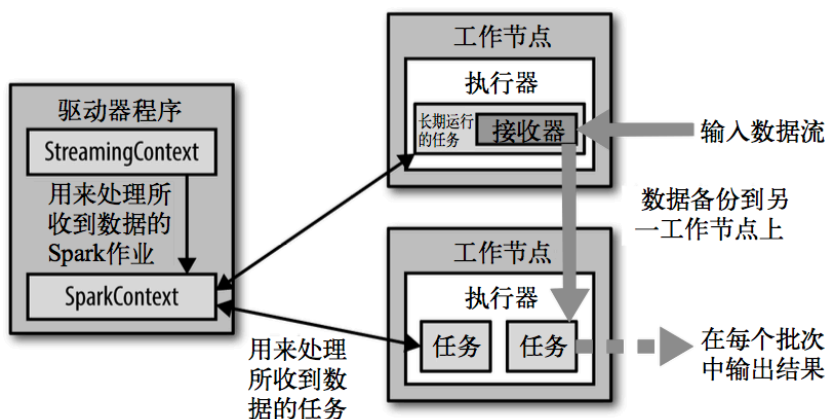 驱动器程序
StreamingContext
用来处理所
收到数据的
Spark作业
SparkContext
工作节点
执行器
长期运行
的任务
接收器
输入数据流
数据备份到另
一工作节点上
工作节点
执行器
任务
任务
用来处理
所收到数
据的任务
在每个批次
中输出结果